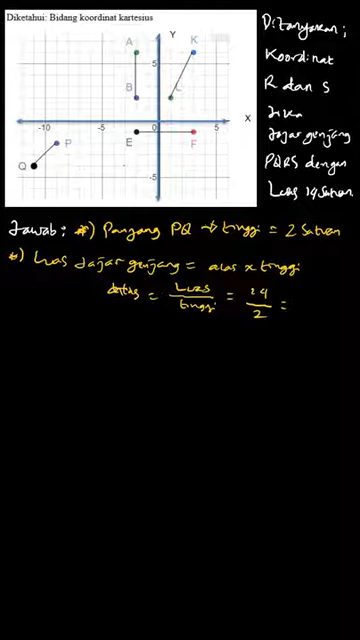 Diketahui: Bidang koordinat kartesius
Y
A
K
5
B
L
X
-10
-5
0
5
P
E
F
Q
-5
Ditanyakan:
Koordinat
R dan S
Jika
Jajar genjang
PQRS dengan
Luas 14 Satuan
Jawab: *) Panjang PQ → tinggi = 2 Satuan
*) Luas Jajar genjang = alas x tinggi
alas = Luas / tinggi = 14 / 2 =